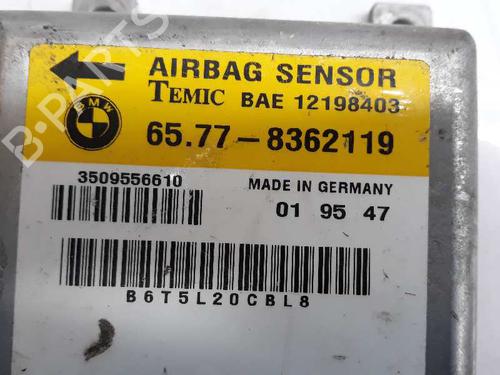 AIRBAG SENSOR
TEMIC BAE 12198403
BMW
65.77-8362119
3509556610
MADE IN GERMANY
01 95 47
B6T5L20CBL8
B-PARTS